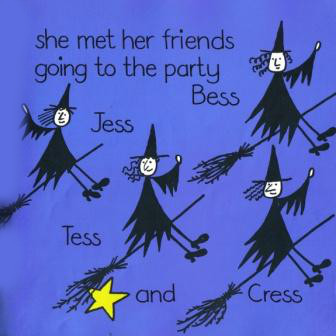 she met her friends
going to the party
Bess
Jess
Tess
and Cress